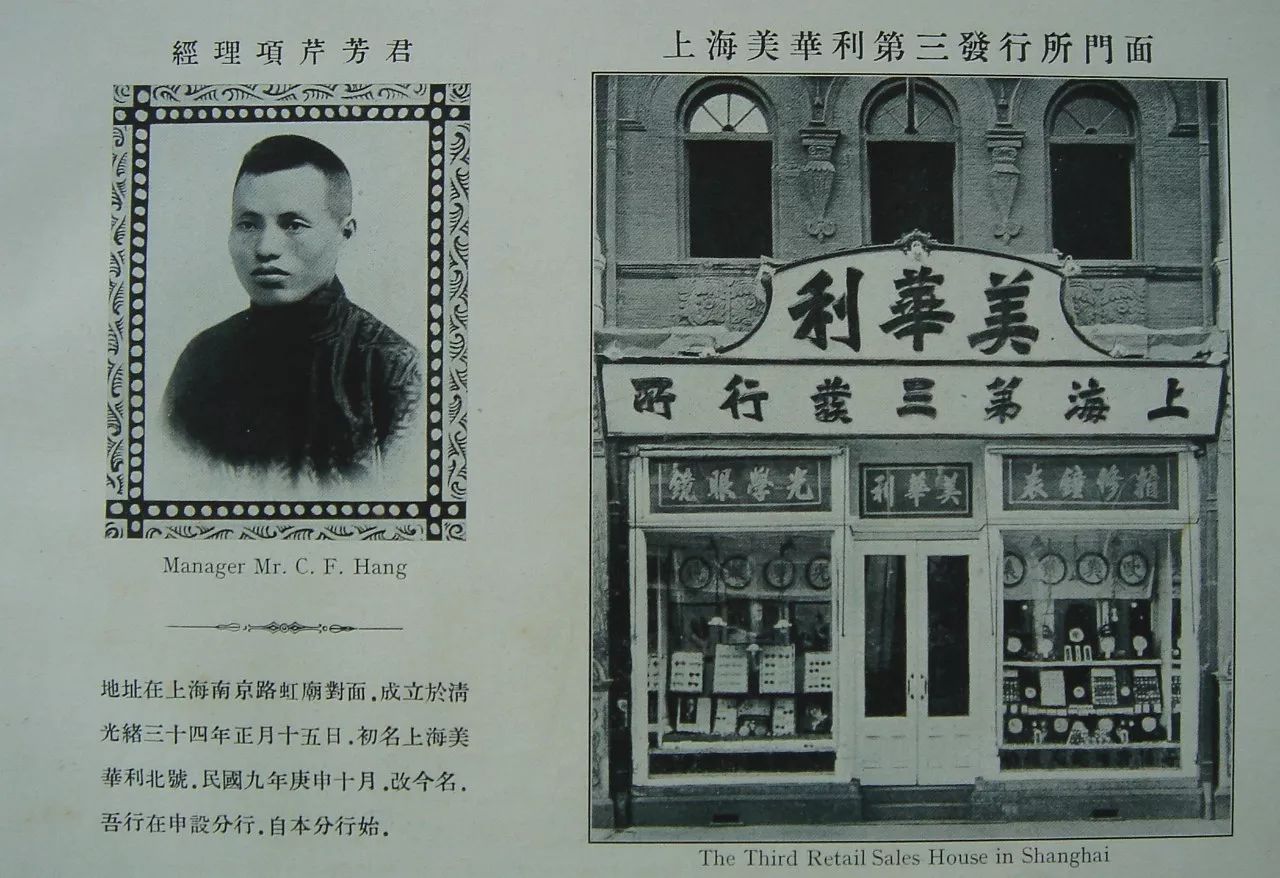 經理項芹芳君
Manager Mr. C. F. Hang
地址在上海南京路虹廟對面．成立於清
光緒三十四年正月十五日．初名上海美
華利北號．民國九年庚申十月．改今名．
吾行在申設分行．自本分行始．
上海美華利第三發行所門面
美華利
上海第三發行所
精修鐘表
美華利
光學眼鏡
The Third Retail Sales House in Shanghai